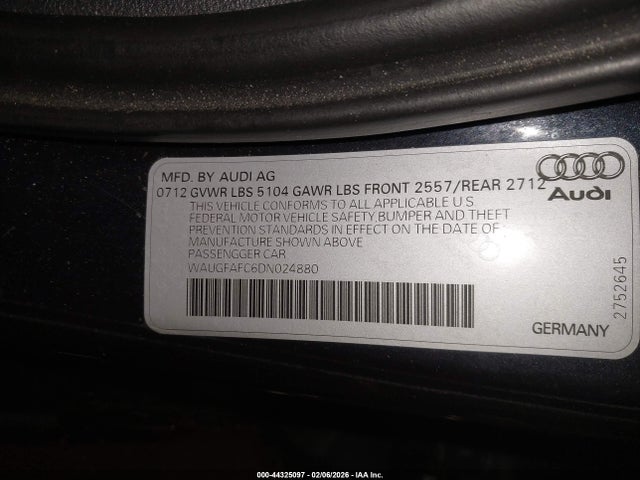 MFD. BY AUDI AG
0712 GVWR LBS 5104 GAWR LBS FRONT 2557/REAR 2712
THIS VEHICLE CONFORMS TO ALL APPLICABLE U.S.
FEDERAL MOTOR VEHICLE SAFETY, BUMPER AND THEFT
PREVENTION STANDARDS IN EFFECT ON THE DATE OF
MANUFACTURE SHOWN ABOVE
PASSENGGER CAR
WAUGFAFC6DN024880
Audi
GERMANY
2752645
000-44325097 - 02/06/2026 - IAA Inc.